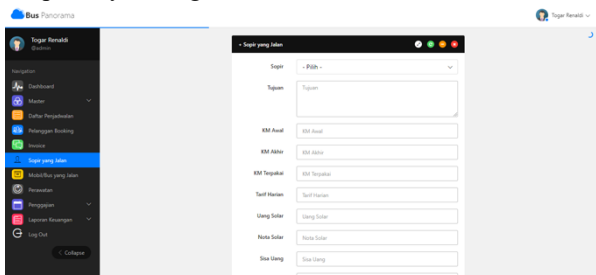 Bus Panorama
Togar Renaldi
Togar Renaldi
@admin
Navigation
Dashboard
Master
Daftar Penjadwalan
Pelanggan Booking
Invoice
Sopir yang Jalan
Mobil/Bus yang Jalan
Perawatan
Penggajian
Laporan Keuangan
Log Out
Collapse
+ Sopir yang Jalan
Sopir
- Pilih -
Tujuan
Tujuan
KM Awal
KM Awal
KM Akhir
KM Akhir
KM Terpakai
KM Terpakai
Tarif Harian
Tarif Harian
Uang Solar
Uang Solar
Nota Solar
Nota Solar
Sisa Uang
Sisa Uang